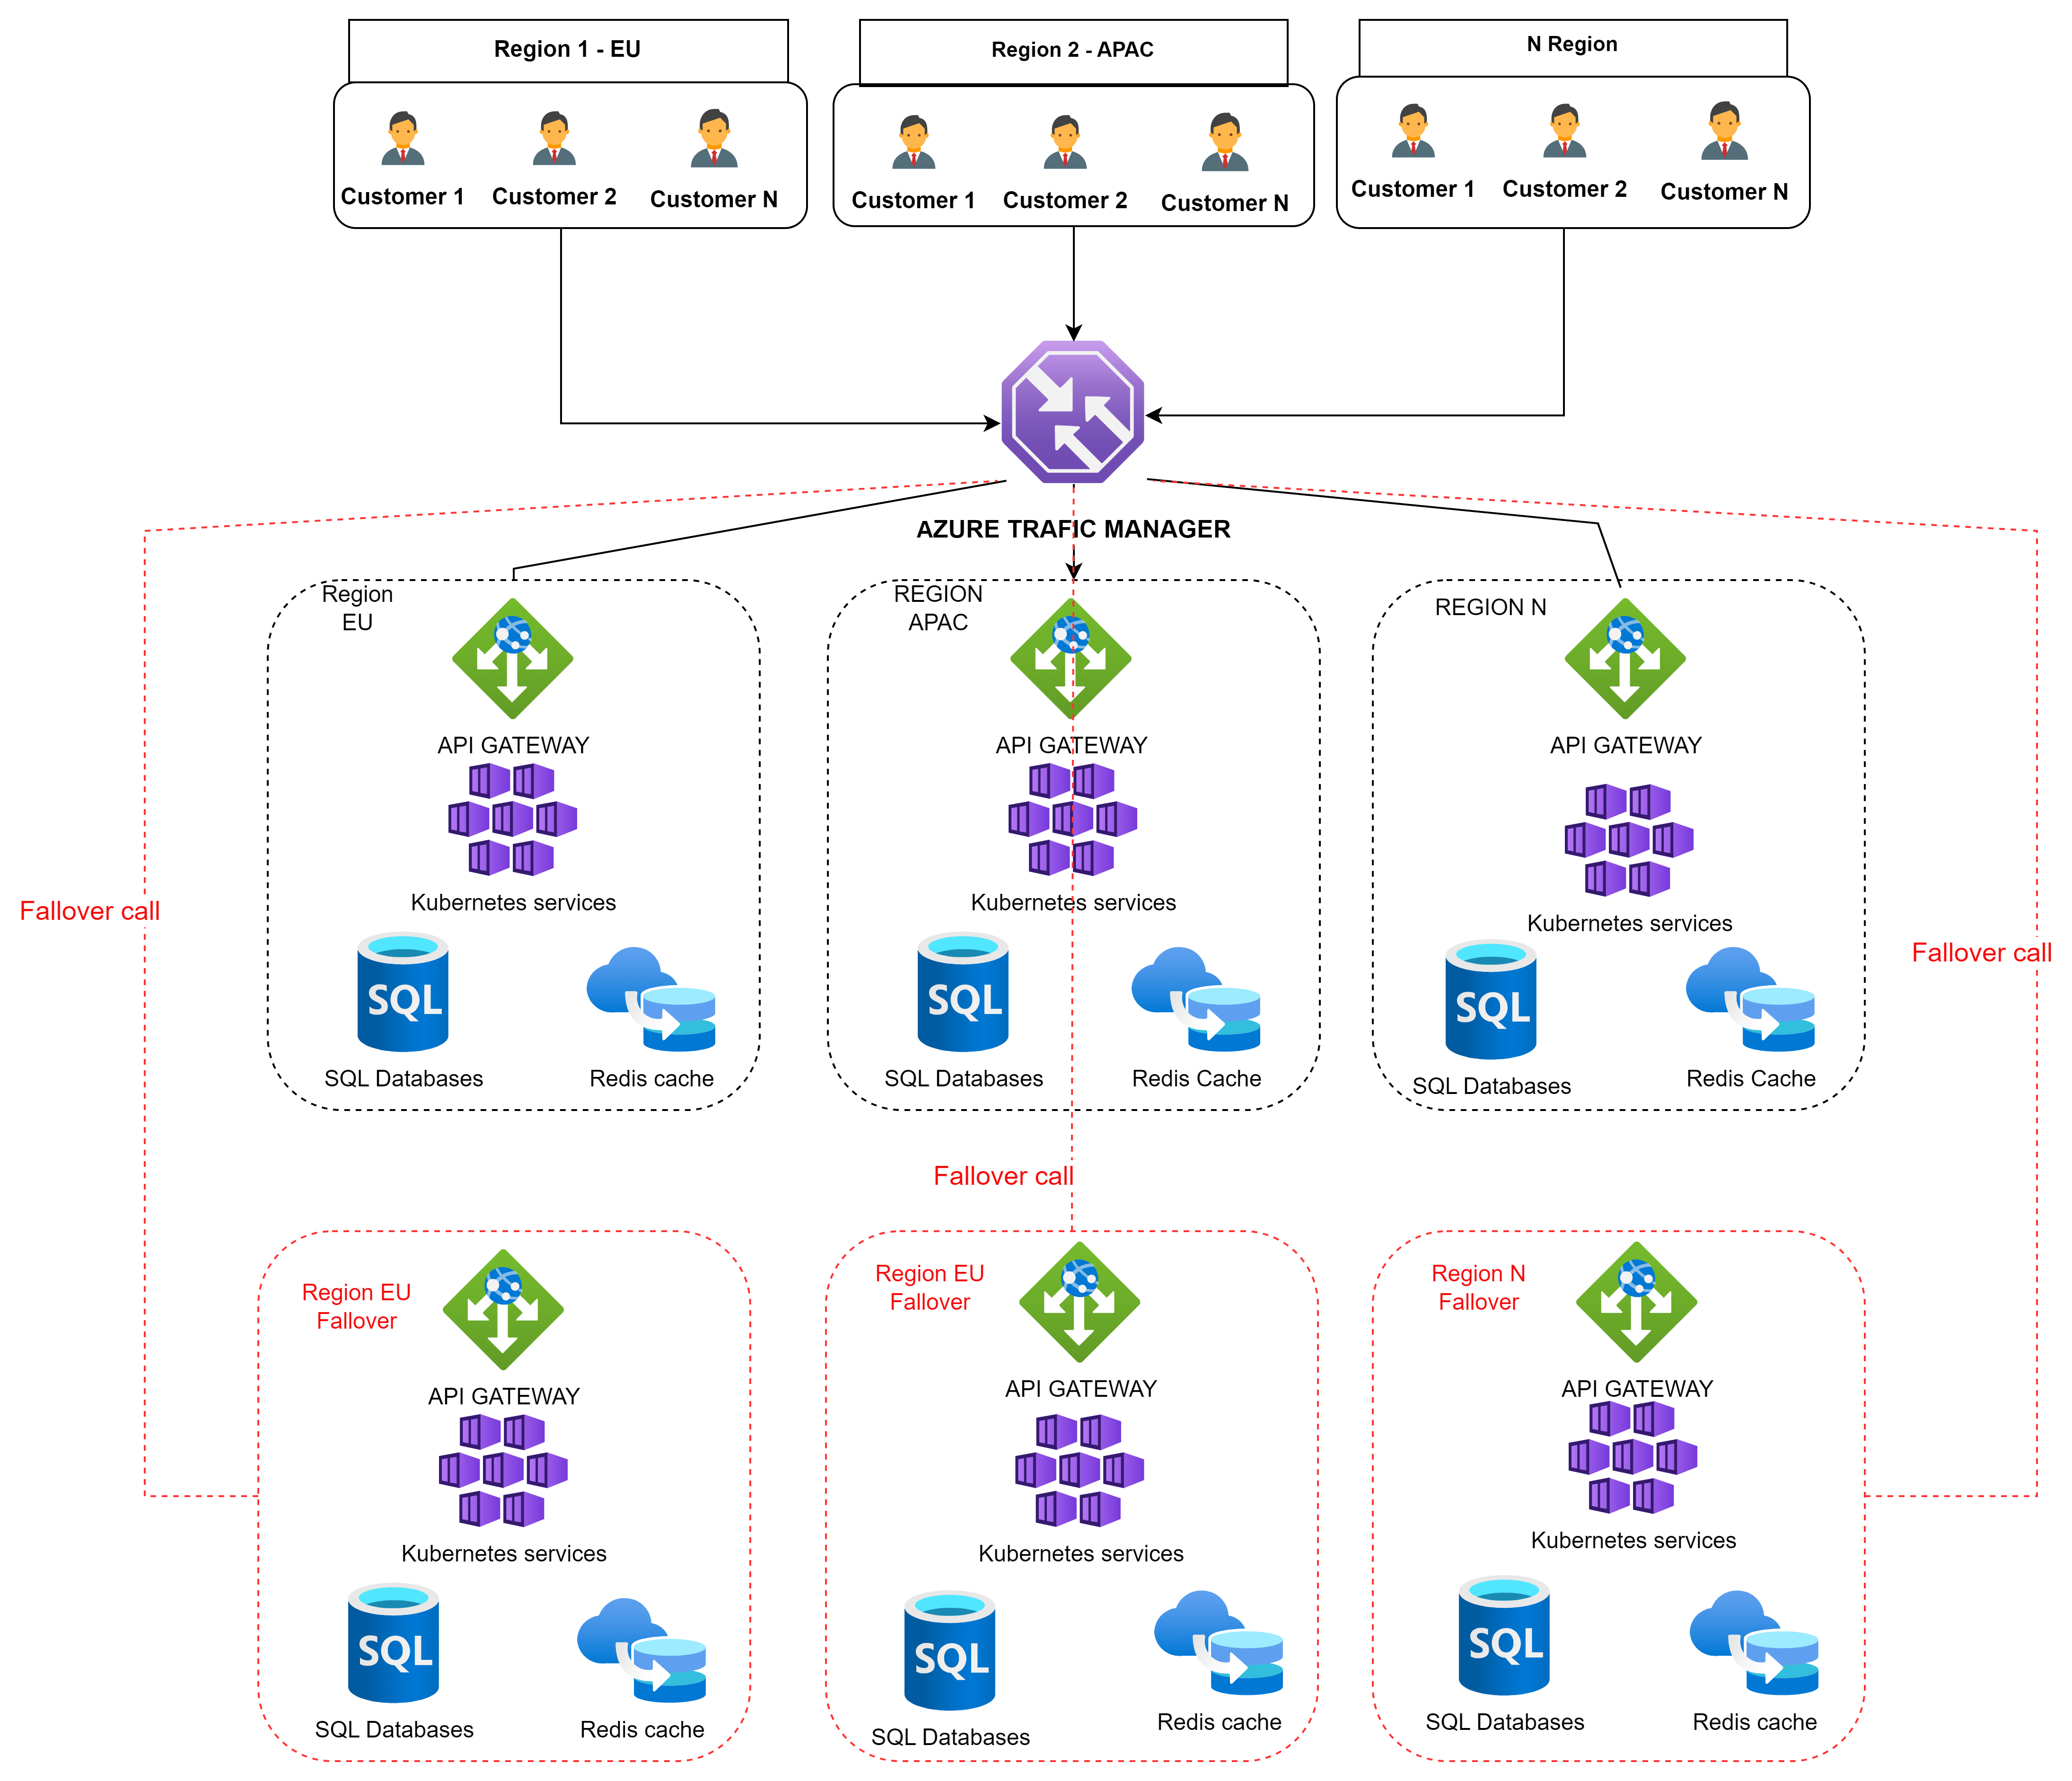 Region 1 - EU
Region 2 - APAC
N Region
Customer 1
Customer 2
Customer N
Customer 1
Customer 2
Customer N
Customer 1
Customer 2
Customer N
AZURE TRAFIC MANAGER
Region
EU
API GATEWAY
Kubernetes services
SQL
SQL Databases
Redis cache
REGION
APAC
API GATEWAY
Kubernetes services
SQL
SQL Databases
Redis Cache
REGION N
API GATEWAY
Kubernetes services
SQL
SQL Databases
Redis Cache
Fallover call
Fallover call
Fallover call
Region EU
Fallover
API GATEWAY
Kubernetes services
SQL
SQL Databases
Redis cache
Region EU
Fallover
API GATEWAY
Kubernetes services
SQL
SQL Databases
Redis cache
Region N
Fallover
API GATEWAY
Kubernetes services
SQL
SQL Databases
Redis cache